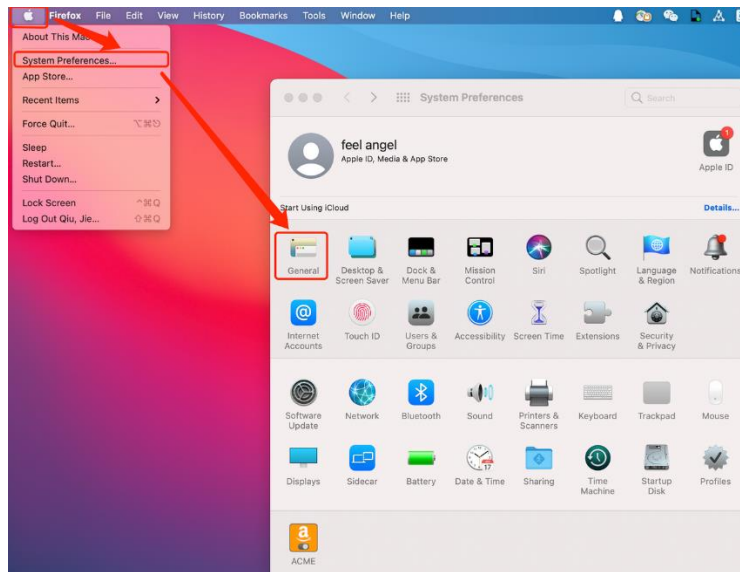 Firefox File Edit View History Bookmarks Tools Window Help
About This Mac
System Preferences...
App Store...
Recent Items
Force Quit... ⌥⌘⎋
Sleep
Restart...
Shut Down...
Lock Screen ^⌘Q
Log Out Qiu, Jie... ⇧⌘Q
System Preferences
Search
feel angel
Apple ID, Media & App Store
1
Apple ID
Start Using iCloud
Details...
General
Desktop &
Screen Saver
Dock &
Menu Bar
Mission
Control
Siri
Spotlight
Language
& Region
Notifications
Internet
Accounts
Touch ID
Users &
Groups
Accessibility
Screen Time
Extensions
Security
& Privacy
Software
Update
Network
Bluetooth
Sound
Printers &
Scanners
Keyboard
Trackpad
Mouse
Displays
Sidecar
Battery
17
Date & Time
Sharing
Time
Machine
Startup
Disk
Profiles
ACME